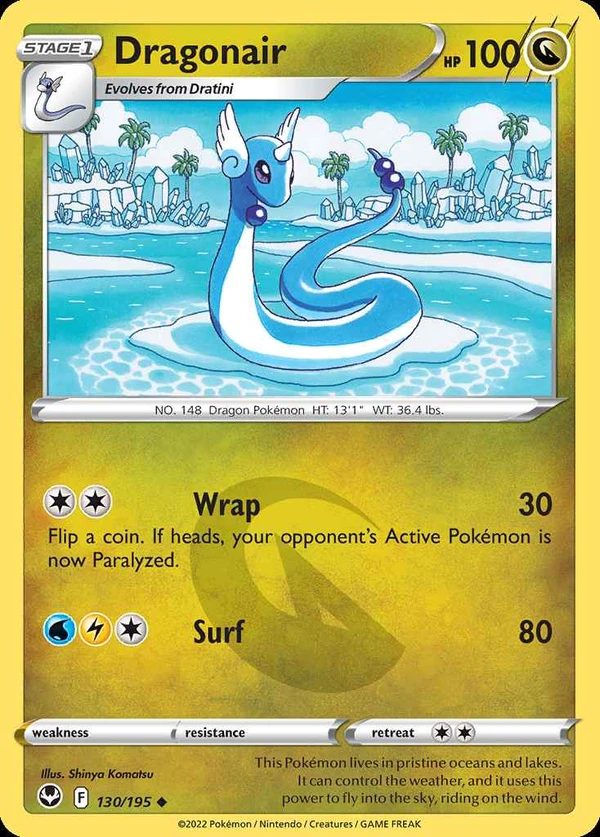 STAGE1
Dragonair
HP 100
Evolves from Dratini
NO. 148 Dragon Pokémon HT: 13'1" WT: 36.4 lbs.
Wrap 30
Flip a coin. If heads, your opponent's Active Pokémon is
now Paralyzed.
Surf 80
weakness resistance retreat
Illus. Shinya Komatsu
F 130/195
This Pokémon lives in pristine oceans and lakes.
It can control the weather, and it uses this
power to fly into the sky, riding on the wind.
©2022 Pokémon / Nintendo / Creatures / GAME FREAK